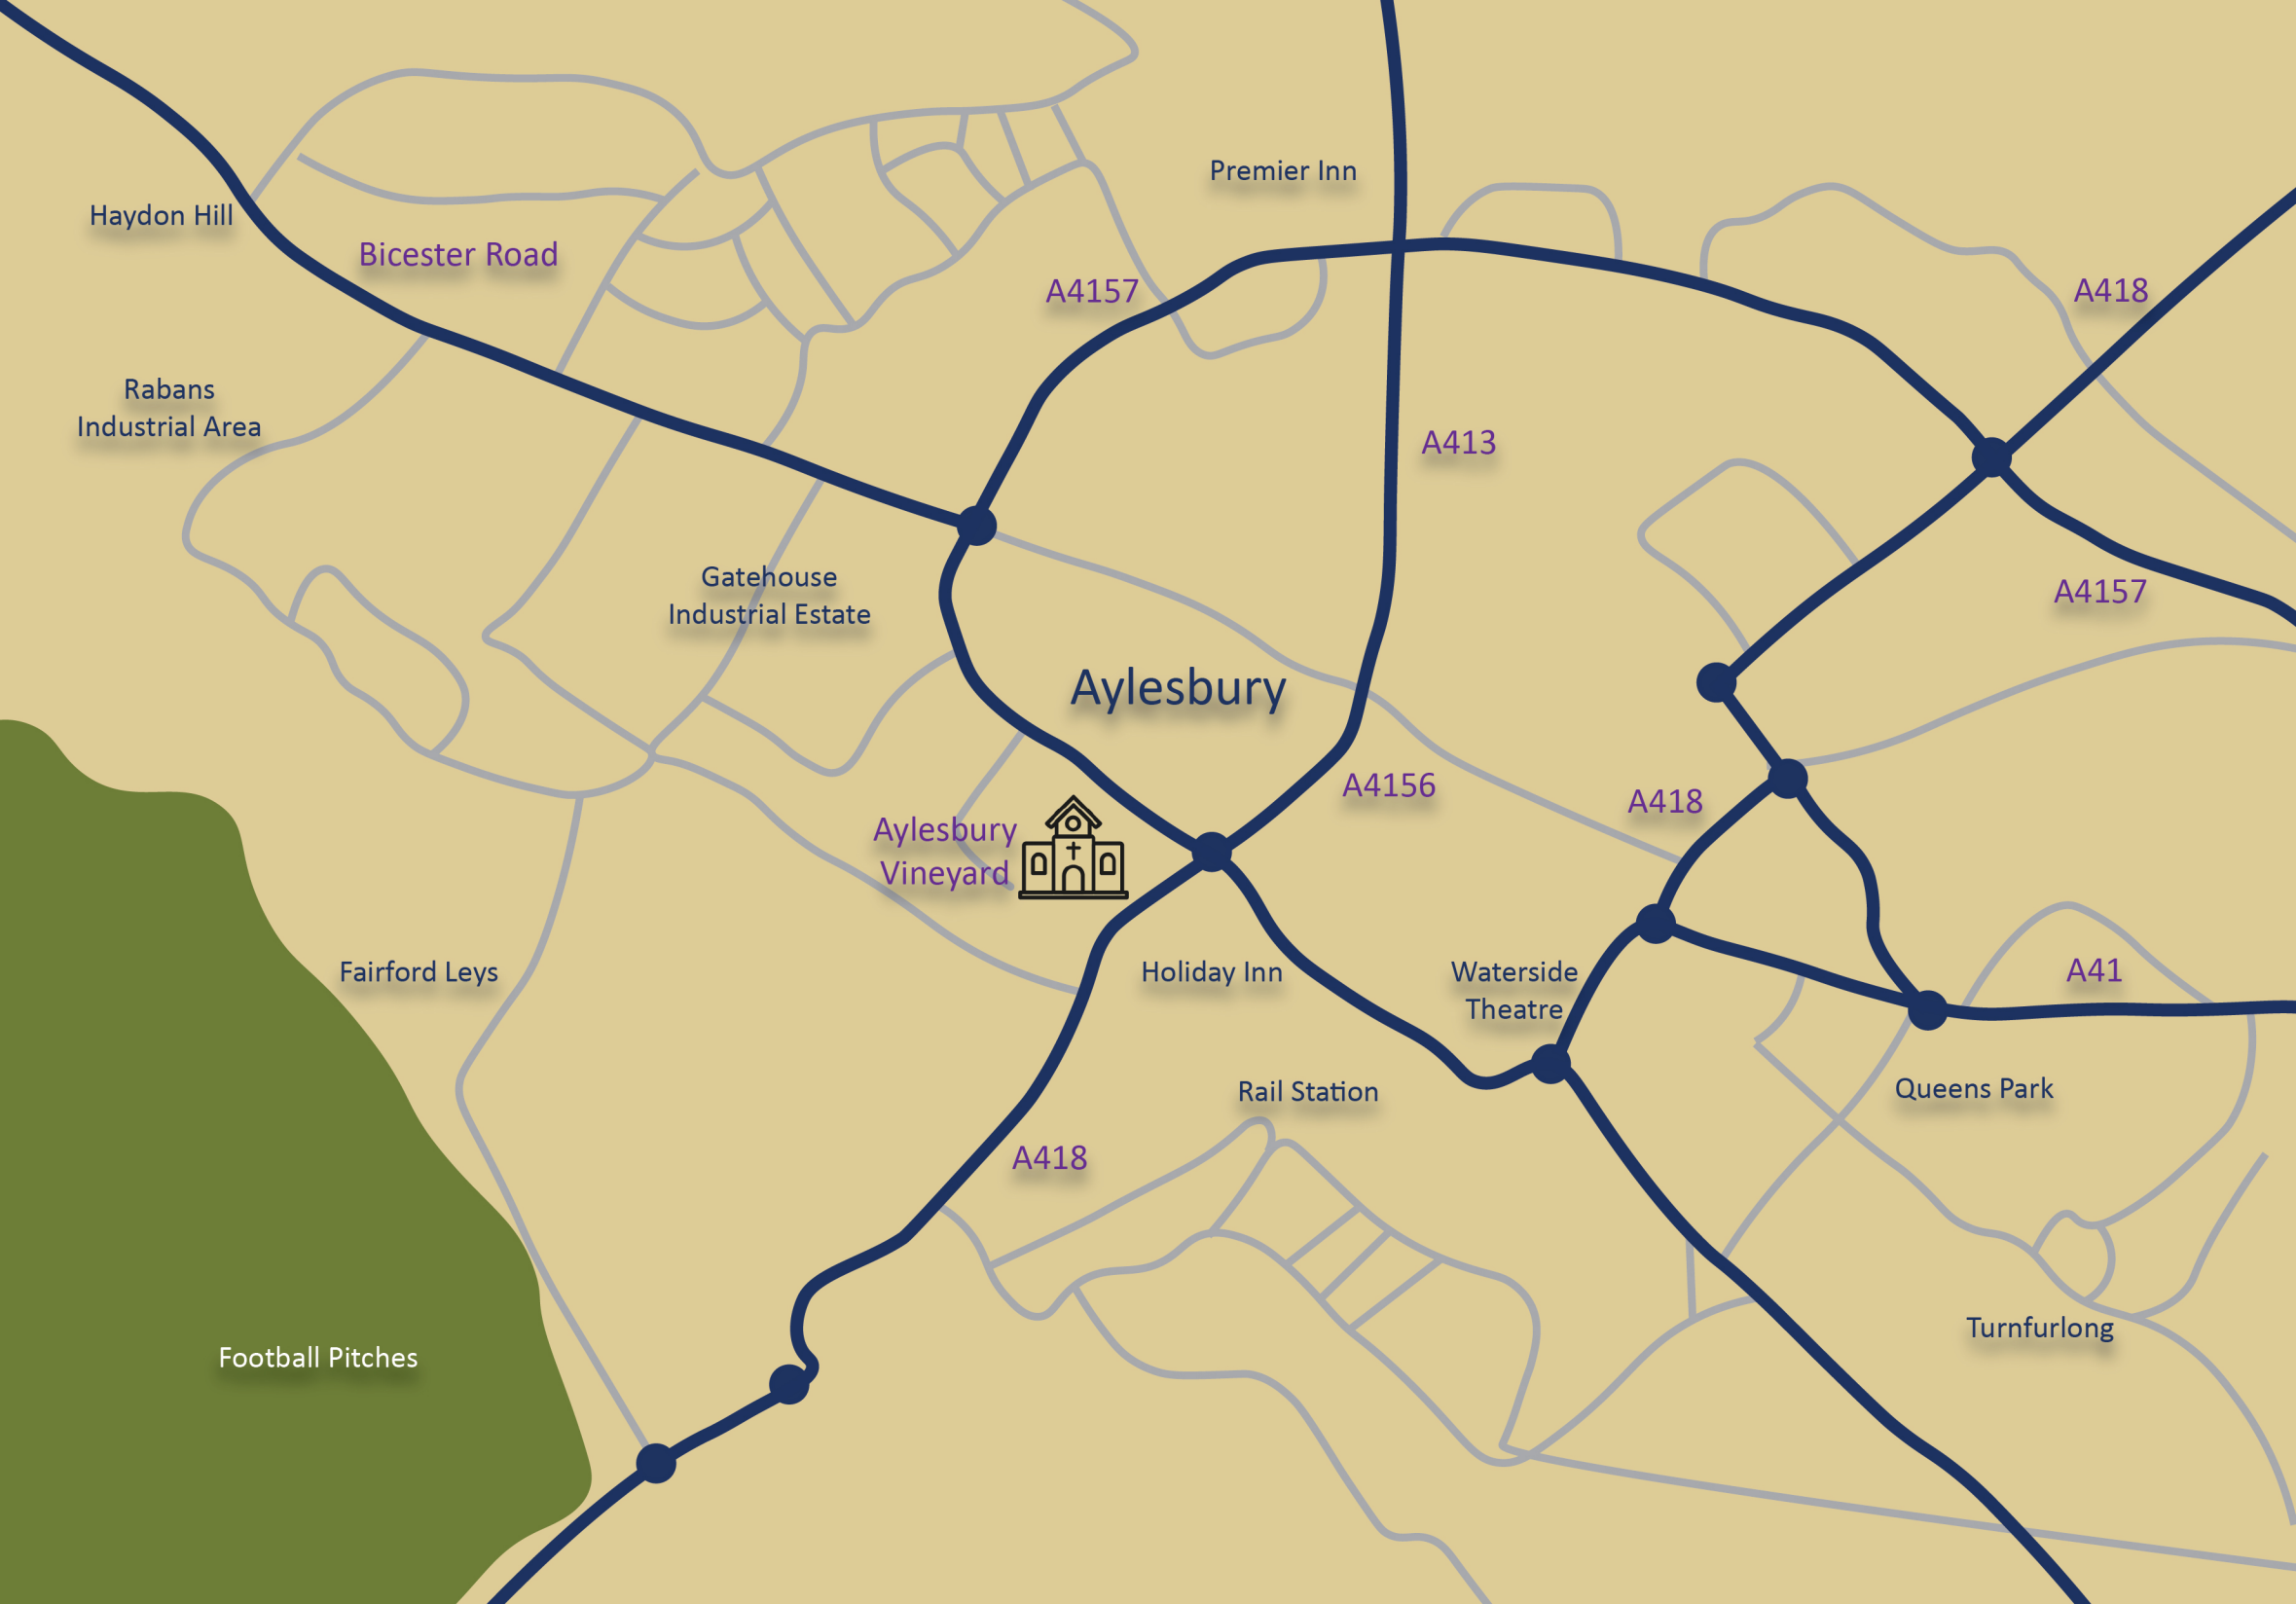 Premier Inn
Haydon Hill
Bicester Road
A4157
A418
Rabans
Industrial Area
A413
Gatehouse
Industrial Estate
A4157
Aylesbury
A4156
A418
Aylesbury
Vineyard
Fairford Leys
Holiday Inn
Waterside
Theatre
A41
Rail Station
Queens Park
A418
Turnfurlong
Football Pitches